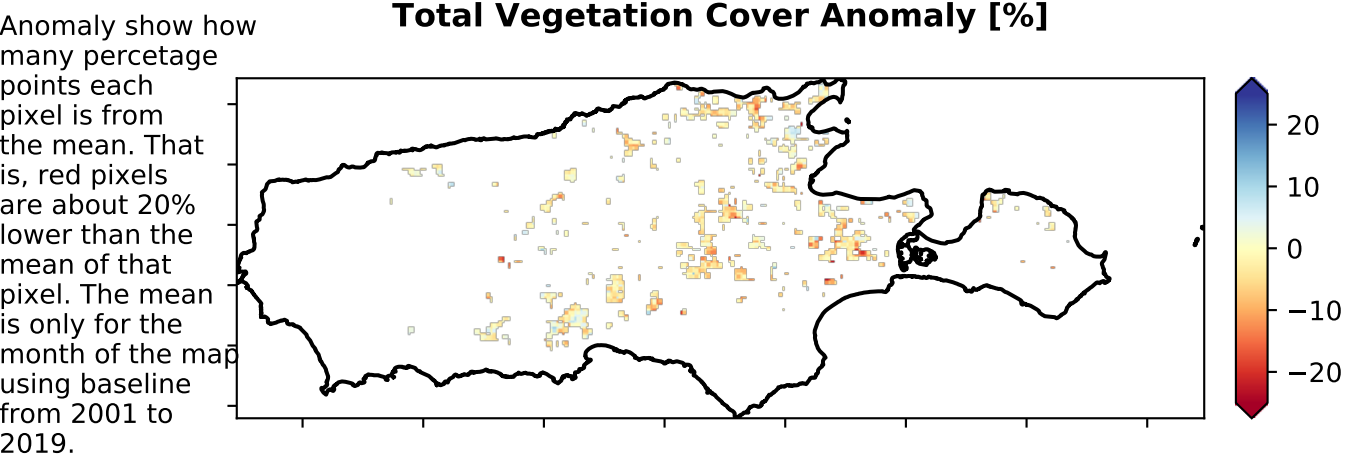 Total Vegetation Cover Anomaly [%]
Anomaly show how
many percetage
points each
pixel is from
the mean. That
is, red pixels
are about 20%
lower than the
mean of that
pixel. The mean
is only for the
month of the map
using baseline
from 2001 to
2019.
20
10
0
−10
−20